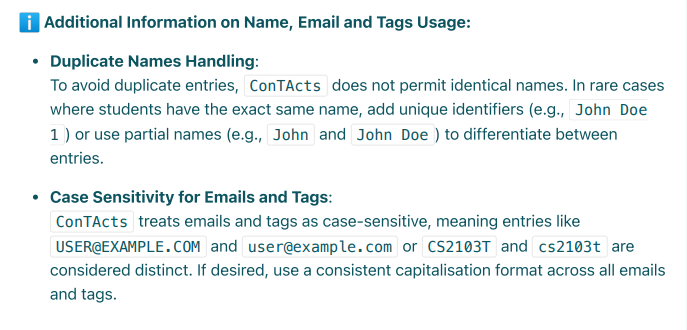 ℹ️ Additional Information on Name, Email and Tags Usage:
• Duplicate Names Handling:
To avoid duplicate entries, ConTActs does not permit identical names. In rare cases
where students have the exact same name, add unique identifiers (e.g., John Doe
1 ) or use partial names (e.g., John and John Doe ) to differentiate between
entries.
• Case Sensitivity for Emails and Tags:
ConTActs treats emails and tags as case-sensitive, meaning entries like
USER@EXAMPLE.COM and user@example.com or CS2103T and cs2103t are
considered distinct. If desired, use a consistent capitalisation format across all emails
and tags.